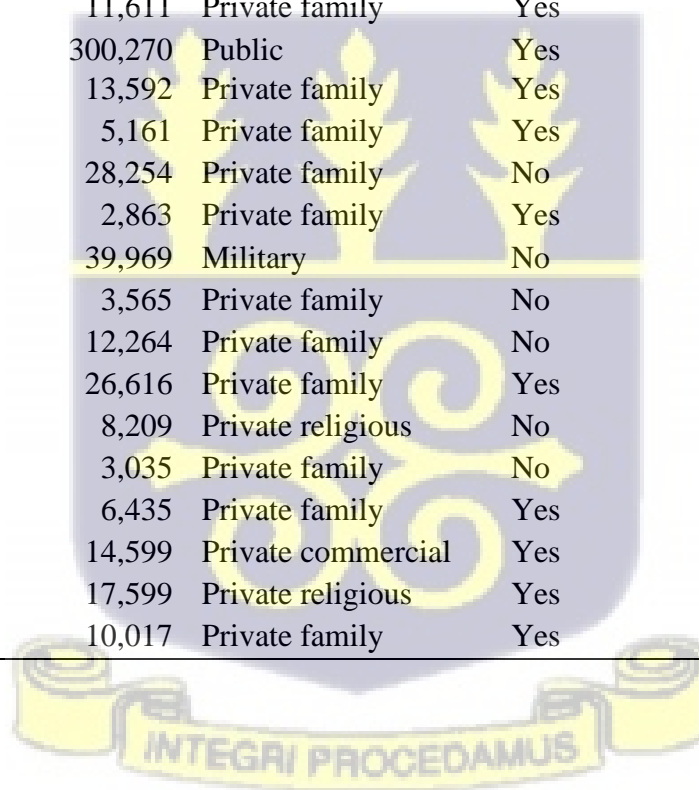 11,611 Private family Yes
300,270 Public Yes
13,592 Private family Yes
5,161 Private family Yes
28,254 Private family No
2,863 Private family Yes
39,969 Military No
3,565 Private family No
12,264 Private family No
26,616 Private family Yes
8,209 Private religious No
3,035 Private family No
6,435 Private family Yes
14,599 Private commercial Yes
17,599 Private religious Yes
10,017 Private family Yes
INTEGRI PROCEDAMUS